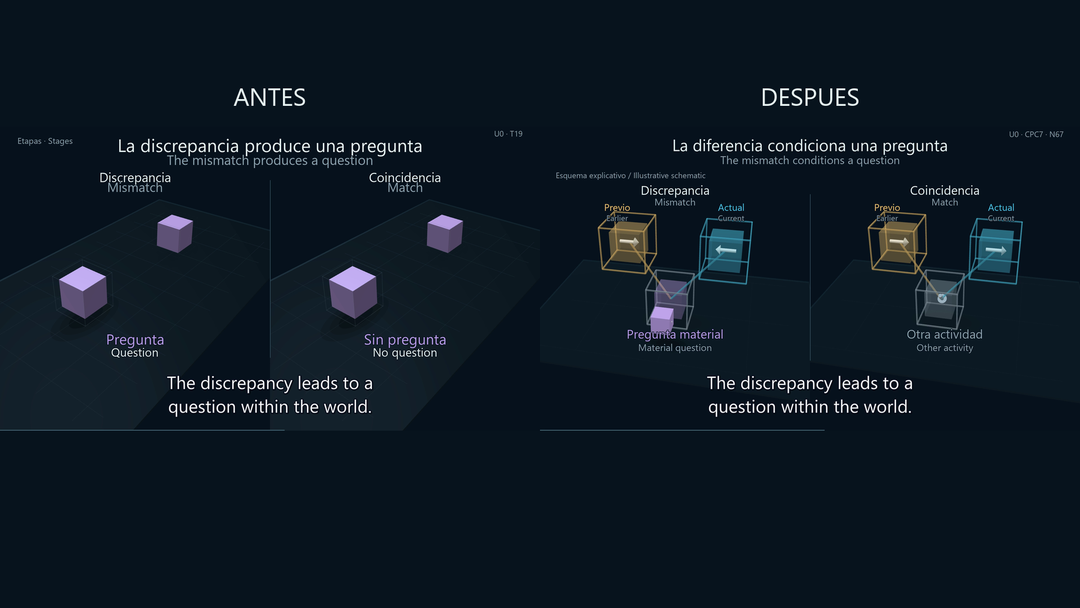 ANTES
Etapas · Stages
U0 · T19
La discrepancia produce una pregunta
The mismatch produces a question
Discrepancia
Mismatch
Coincidencia
Match
Pregunta
Question
Sin pregunta
No question
The discrepancy leads to a
question within the world.
DESPUES
U0 · CPC7 · N67
La diferencia condiciona una pregunta
The mismatch conditions a question
Esquema explicativo / Illustrative schematic
Discrepancia
Mismatch
Previo
Earlier
Actual
Current
Pregunta material
Material question
Coincidencia
Match
Previo
Earlier
Actual
Current
Otra actividad
Other activity
The discrepancy leads to a
question within the world.